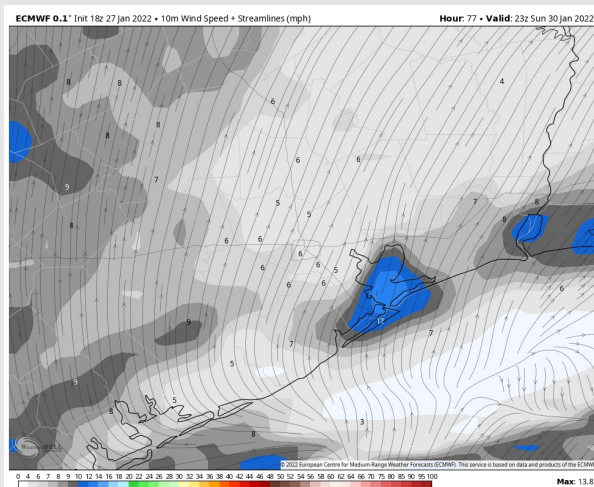 ECMWF 0.1° Init 18z 27 Jan 2022 • 10m Wind Speed + Streamlines (mph)
Hour: 77 • Valid: 23z Sun 30 Jan 2022
8 8 4
6
8 8
6 6
9 7
5 5 7 8
8 8
6 6
6 6 6 5
6 6 6
12
9 7
7
5
9 5
8 3
8
WeatherBELL
© 2022 European Centre for Medium-Range Weather Forecasts (ECMWF). This service is based on data and products of the ECMW
0 4 6 7 8 9 10 12 14 16 18 20 22 24 26 28 30 32 34 36 38 40 42 44 46 48 50 52 54 56 58 60 62 64 70 75 80 85 90 95 100
Max: 13.8